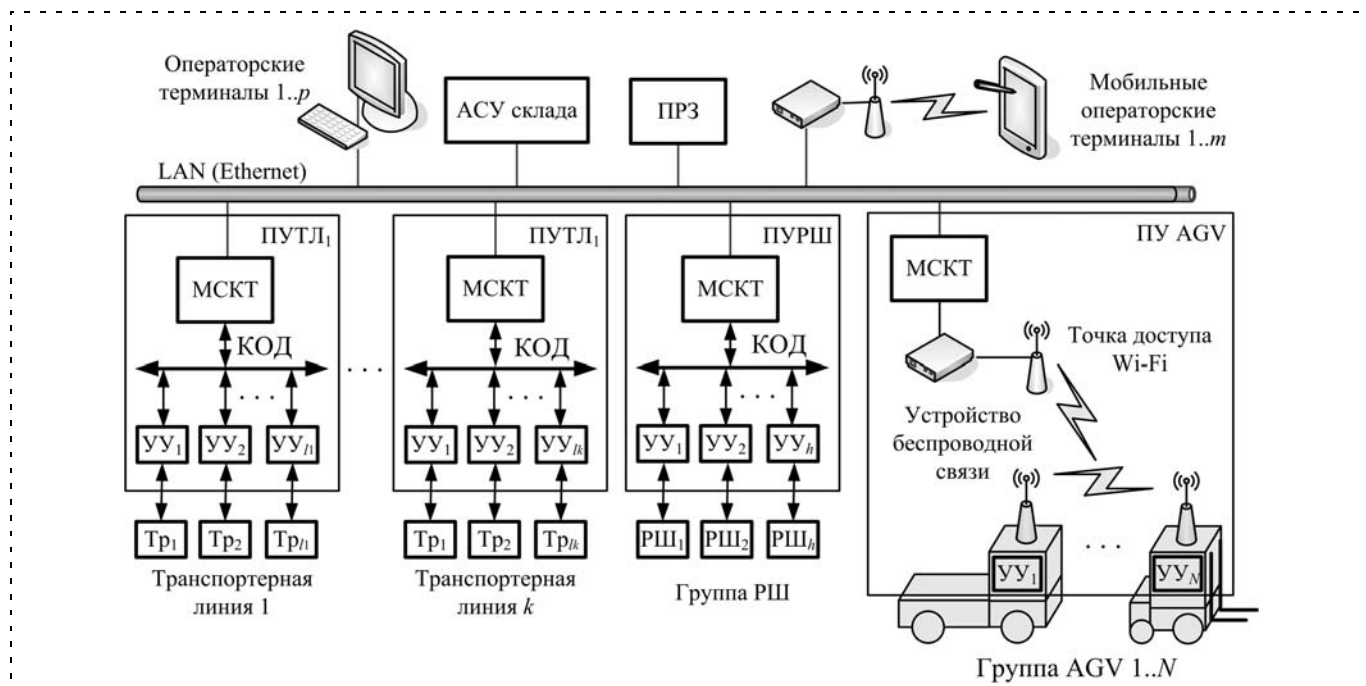 Операторские
терминалы 1..p
АСУ склада
ПРЗ
Мобильные
операторские
терминалы 1..m
LAN (Ethernet)
ПУТЛ1
МСКТ
КОД
. . .
УУ1 УУ2 УУl1
Тр1 Тр2 Трl1
Транспортерная
линия 1
. . .
ПУТЛ1
МСКТ
КОД
. . .
УУ1 УУ2 УУlk
Тр1 Тр2 Трlk
Транспортерная
линия k
ПУРШ
МСКТ
КОД
. . .
УУ1 УУ2 УУh
РШ1 РШ2 РШh
Группа РШ
ПУ AGV
МСКТ
Точка доступа
Wi-Fi
Устройство
беспроводной
связи
. . .
УУ1 УУN
Группа AGV 1..N